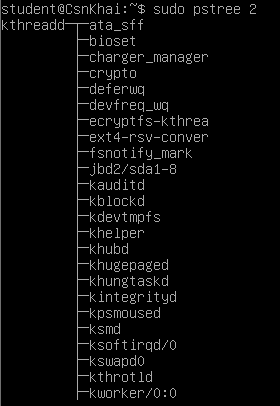 student@CsnKhai:~$ sudo pstree 2
kthreadd─┬─ata_sff
         ├─bioset
         ├─charger_manager
         ├─crypto
         ├─deferwq
         ├─devfreq_wq
         ├─ecryptfs-kthrea
         ├─ext4-rsv-conver
         ├─fsnotify_mark
         ├─jbd2/sda1-8
         ├─kauditd
         ├─kblockd
         ├─kdevtmpfs
         ├─khelper
         ├─khubd
         ├─khugepaged
         ├─khungtaskd
         ├─kintegrityd
         ├─kpsmoused
         ├─ksmd
         ├─ksoftirqd/0
         ├─kswapd0
         ├─kthrotld
         ├─kworker/0:0